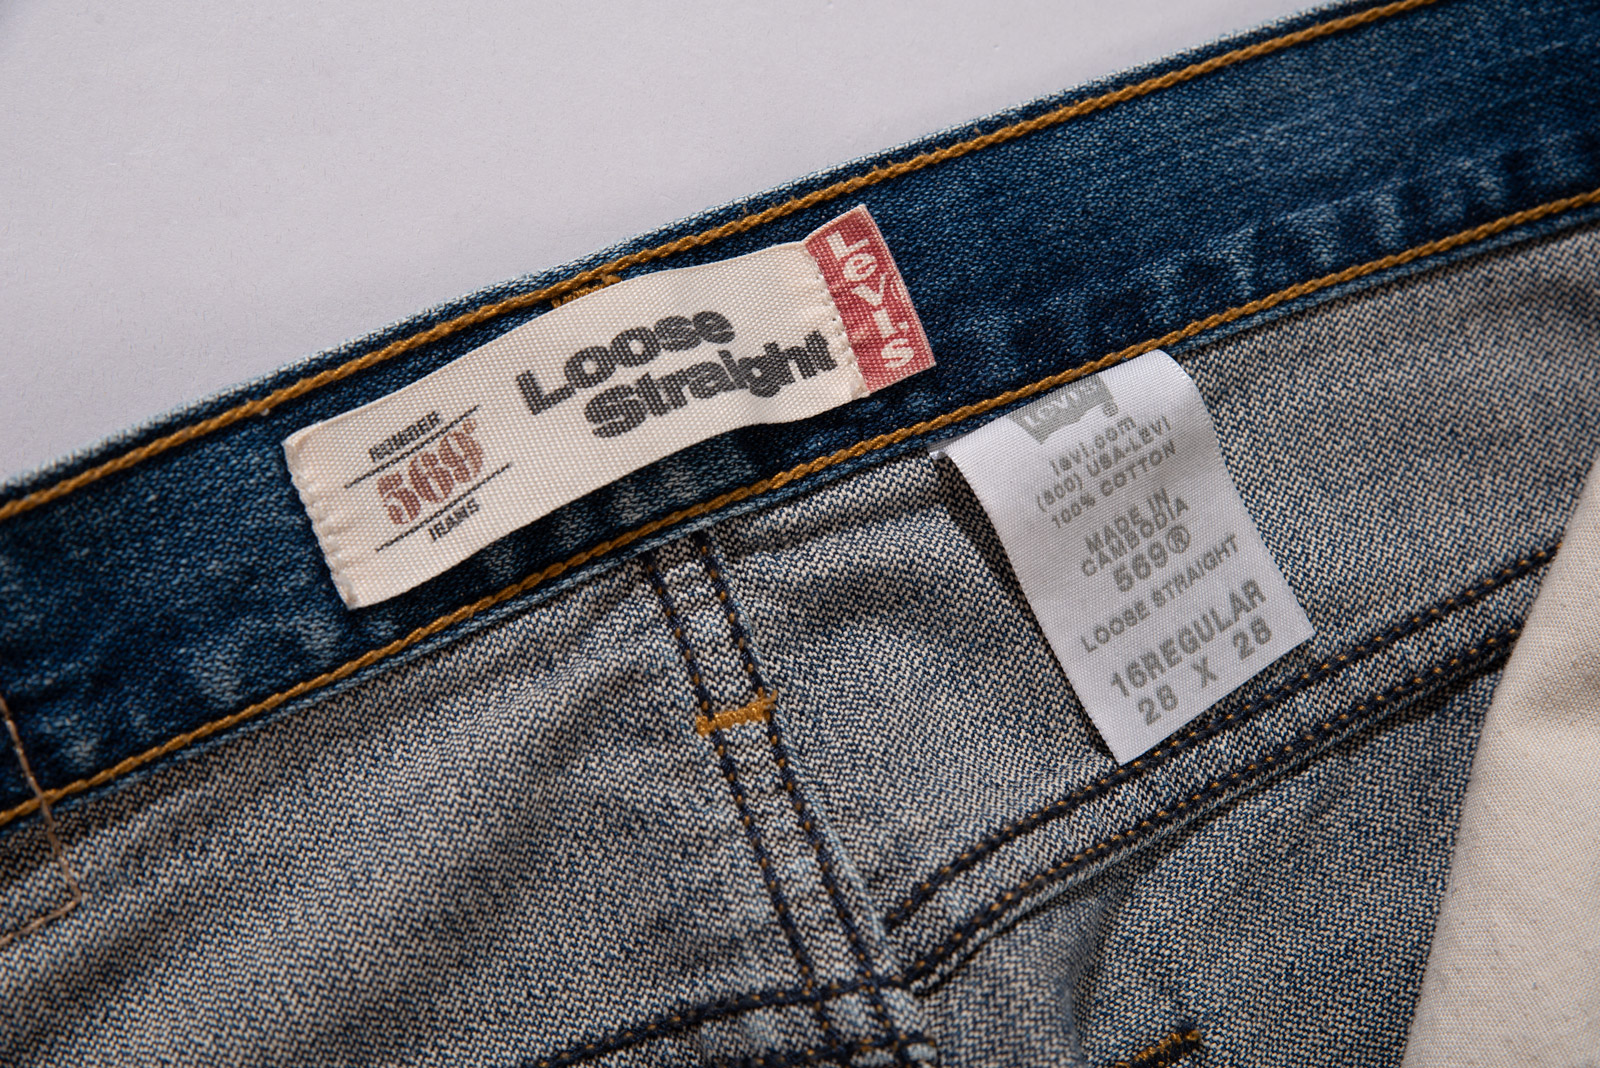 NUMBER
569
JEANS
Loose
Straight
Levi's
Levi's
levi.com
(800) USA-LEVI
100% COTTON
MADE IN
CAMBODIA
569®
LOOSE STRAIGHT
16REGULAR
28 X 28